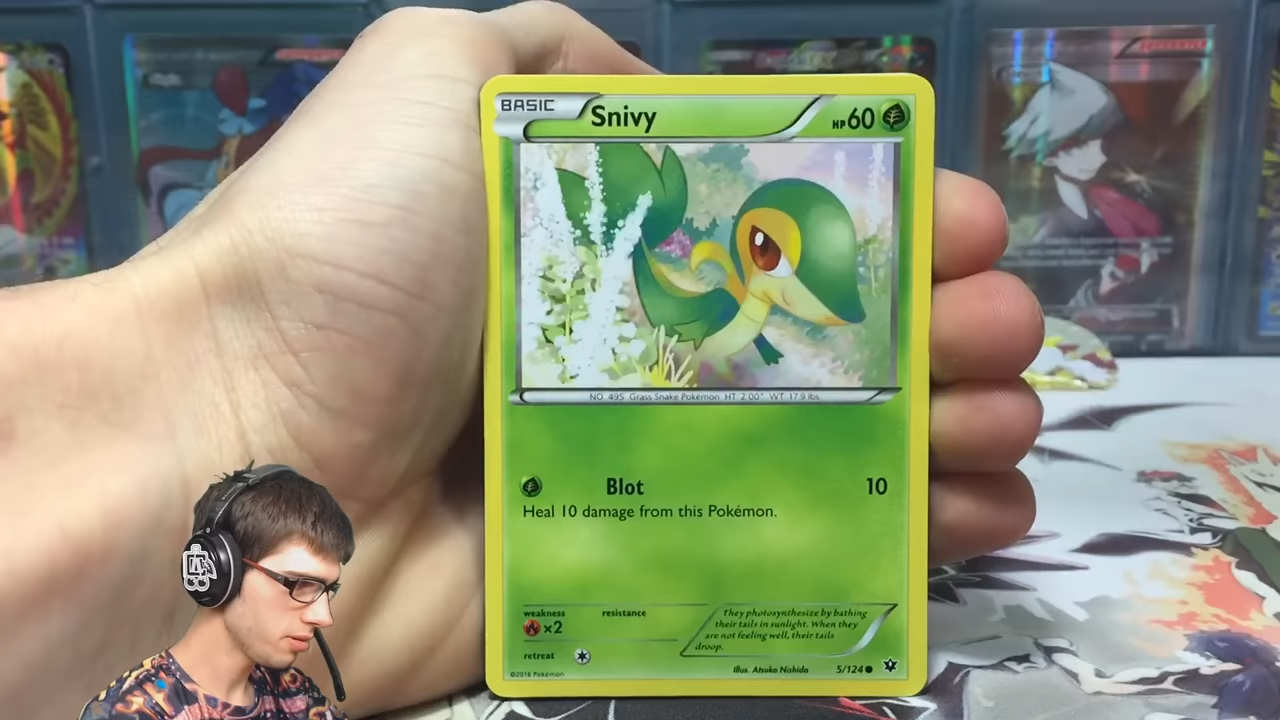 BASIC
Snivy
HP60
NO 495 Grass Snake Pokémon HT 2'00" WT 17.9 lbs
Blot 10
Heal 10 damage from this Pokémon.
weakness resistance
×2
They photosynthesize by bathing
their tails in sunlight. When they
are not feeling well, their tails
droop.
retreat
Illus. Atsuko Nishida 5/124
©2016 Pokémon